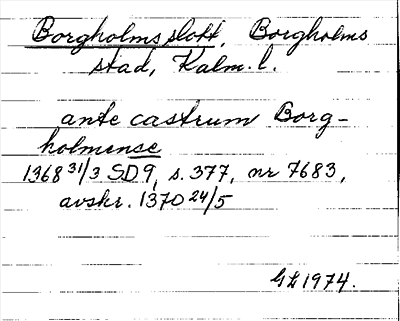 Borgholms slott, Borgholms
stad, Kalm. l.
ante castrum Borg-
holmense
1368 31/3 SD 9, s. 377, nr 7683,
avskr. 1370 24/5
GL 1974.